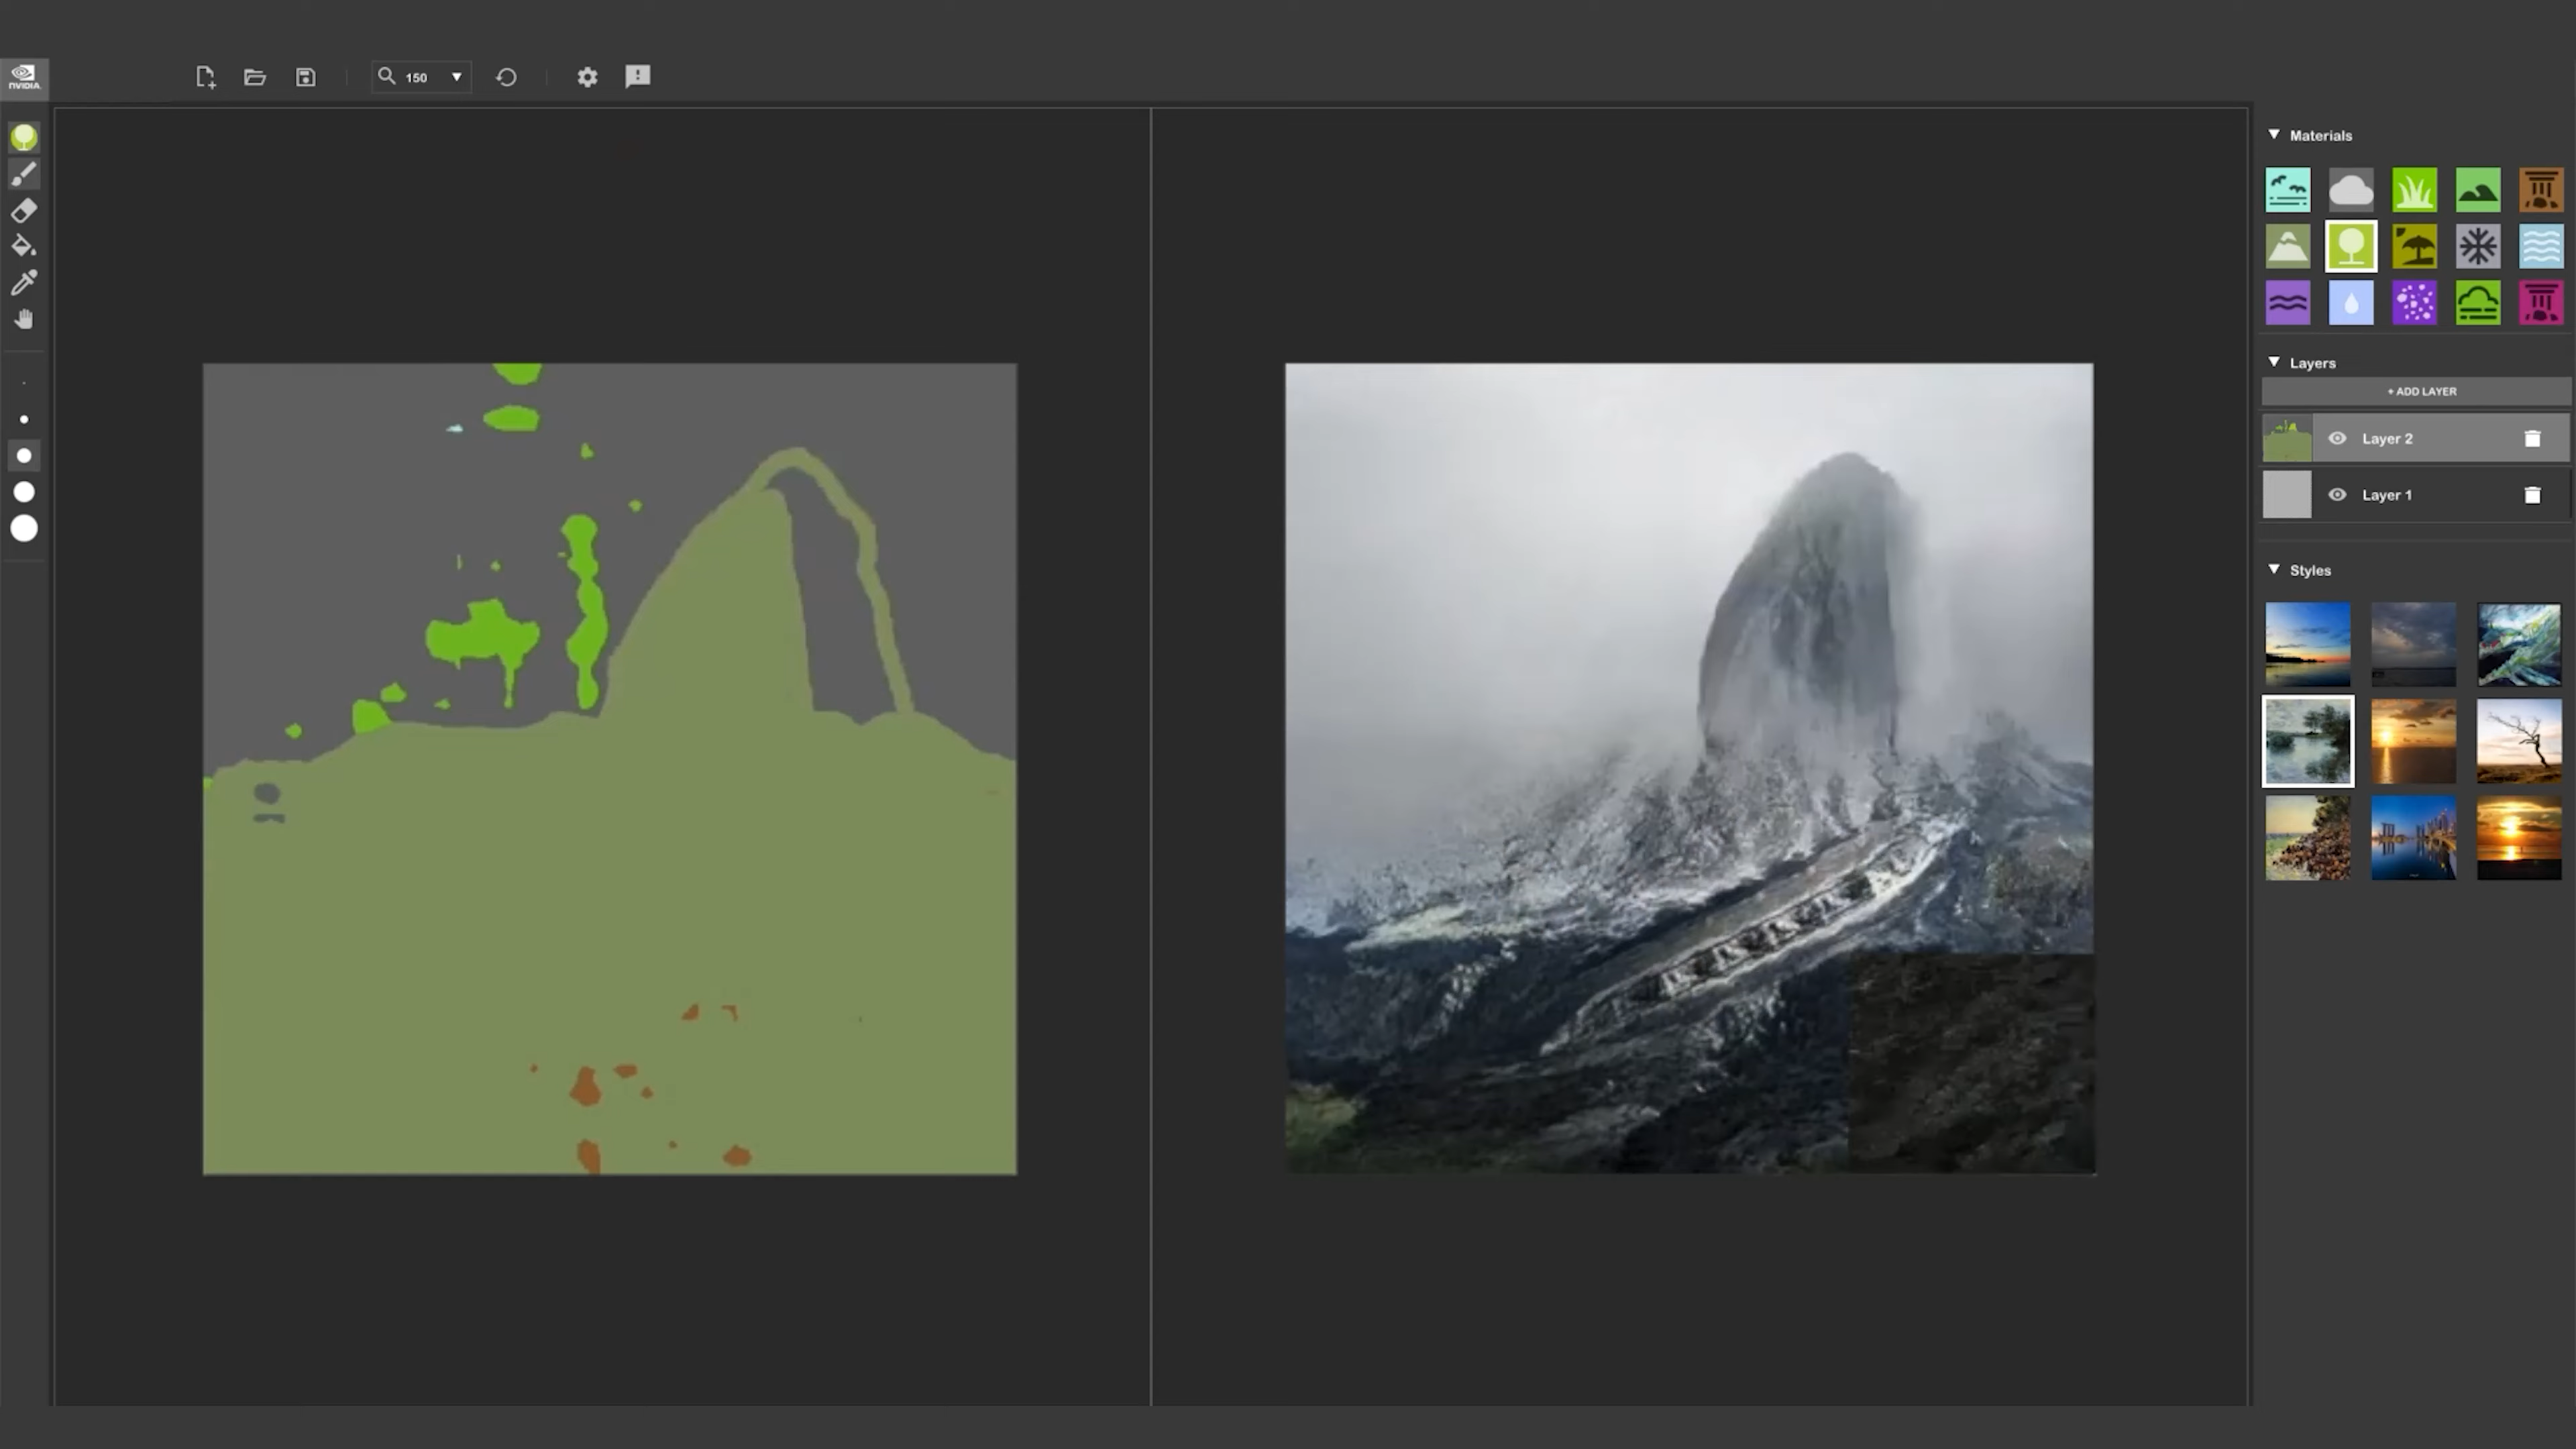 NVIDIA.
150
Materials
Layers
+ ADD LAYER
Layer 2
Layer 1
Styles